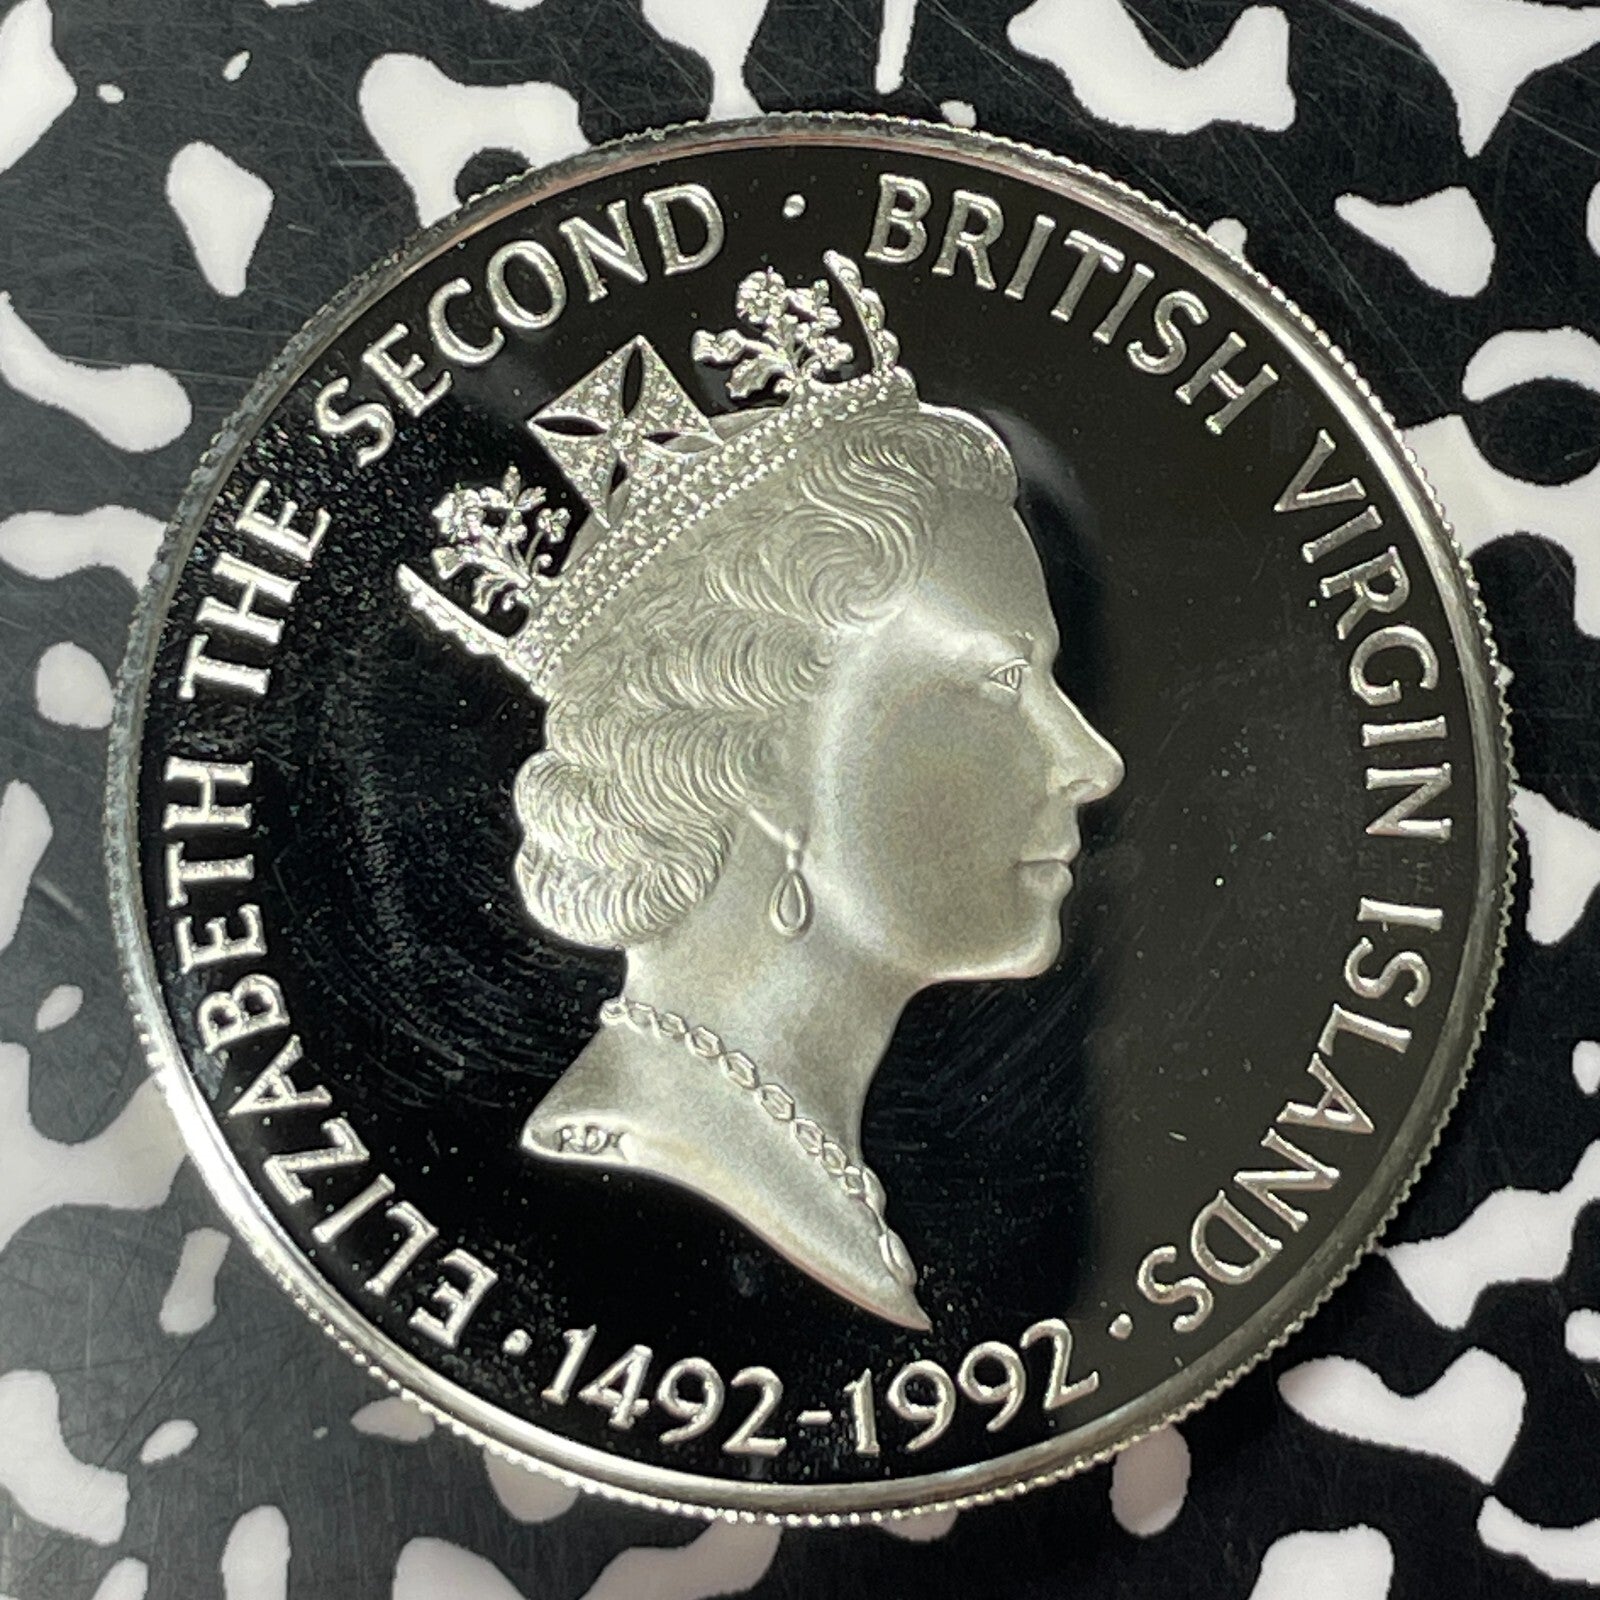 ELIZABETH THE SECOND · BRITISH VIRGIN ISLANDS ·
1492-1992 ·
RDM